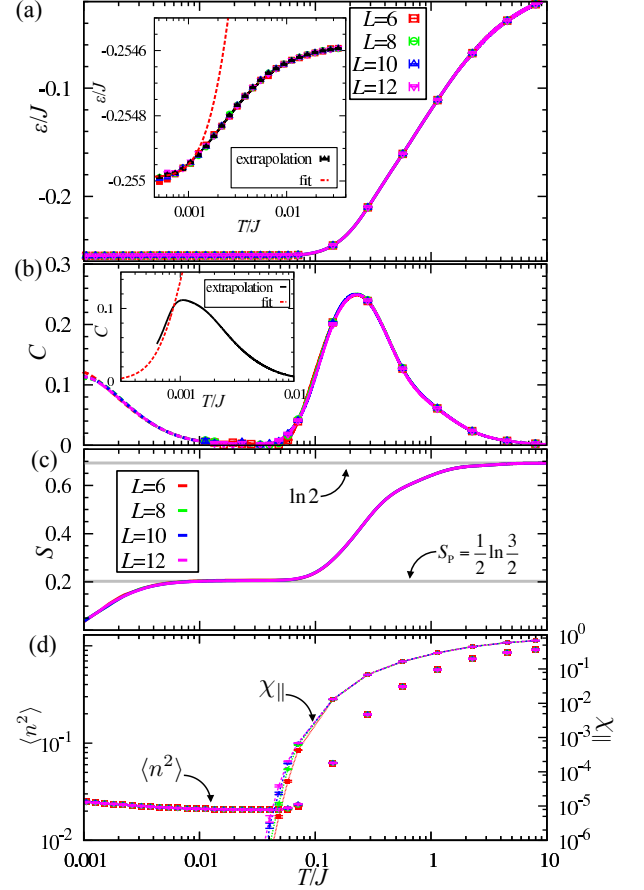 (a)
ε/J
-0.1
-0.2
L=6
L=8
L=10
L=12
-0.2546
-0.2548
-0.255
ε/J
extrapolation
fit
0.001
0.01
T/J
(b)
0.3
0.2
0.1
0
C
0.1
0
C
extrapolation
fit
0.001
0.01
T/J
(c)
0.6
0.4
0.2
S
L=6
L=8
L=10
L=12
ln 2
S_P = 1/2 ln 3/2
(d)
10⁻¹
10⁻²
⟨n²⟩
χ∥
⟨n²⟩
10⁰
10⁻¹
10⁻²
10⁻³
10⁻⁴
10⁻⁵
10⁻⁶
χ∥
0.001
0.01
0.1
1
10
T/J